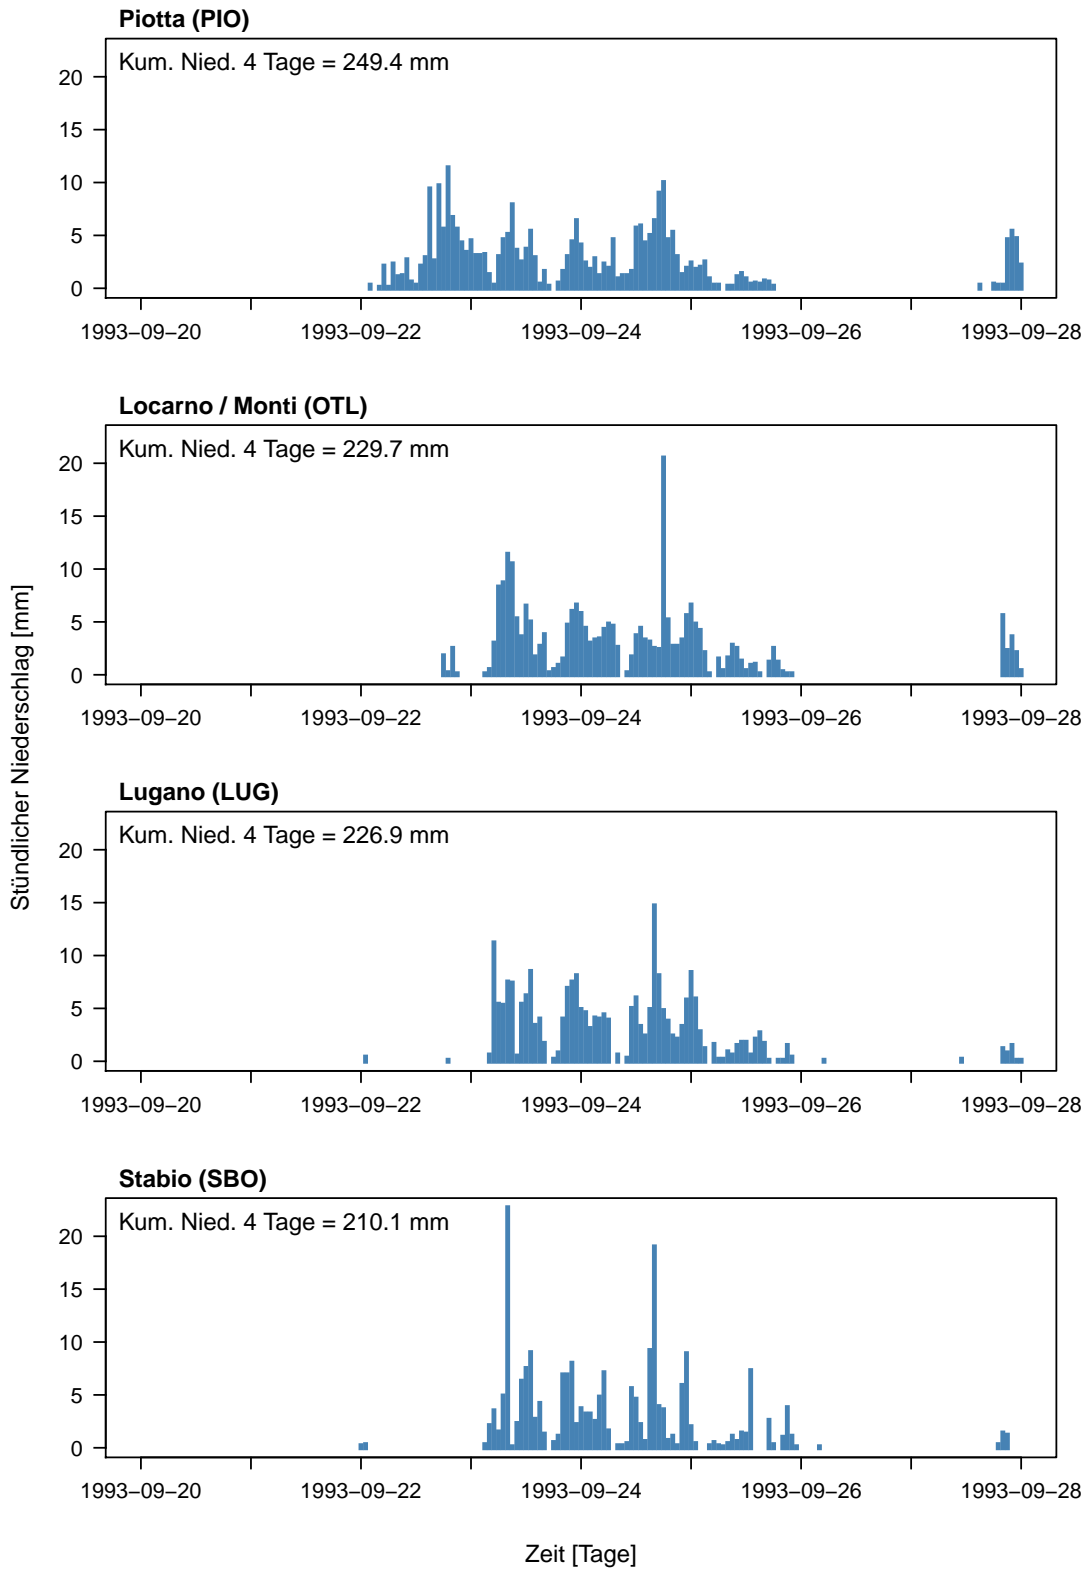 Piotta (PIO)
Kum. Nied. 4 Tage = 249.4 mm
20
15
10
5
0
1993−09−20 1993−09−22 1993−09−24 1993−09−26 1993−09−28
Locarno / Monti (OTL)
Kum. Nied. 4 Tage = 229.7 mm
20
15
10
5
0
1993−09−20 1993−09−22 1993−09−24 1993−09−26 1993−09−28
Stündlicher Niederschlag [mm]
Lugano (LUG)
Kum. Nied. 4 Tage = 226.9 mm
20
15
10
5
0
1993−09−20 1993−09−22 1993−09−24 1993−09−26 1993−09−28
Stabio (SBO)
Kum. Nied. 4 Tage = 210.1 mm
20
15
10
5
0
1993−09−20 1993−09−22 1993−09−24 1993−09−26 1993−09−28
Zeit [Tage]